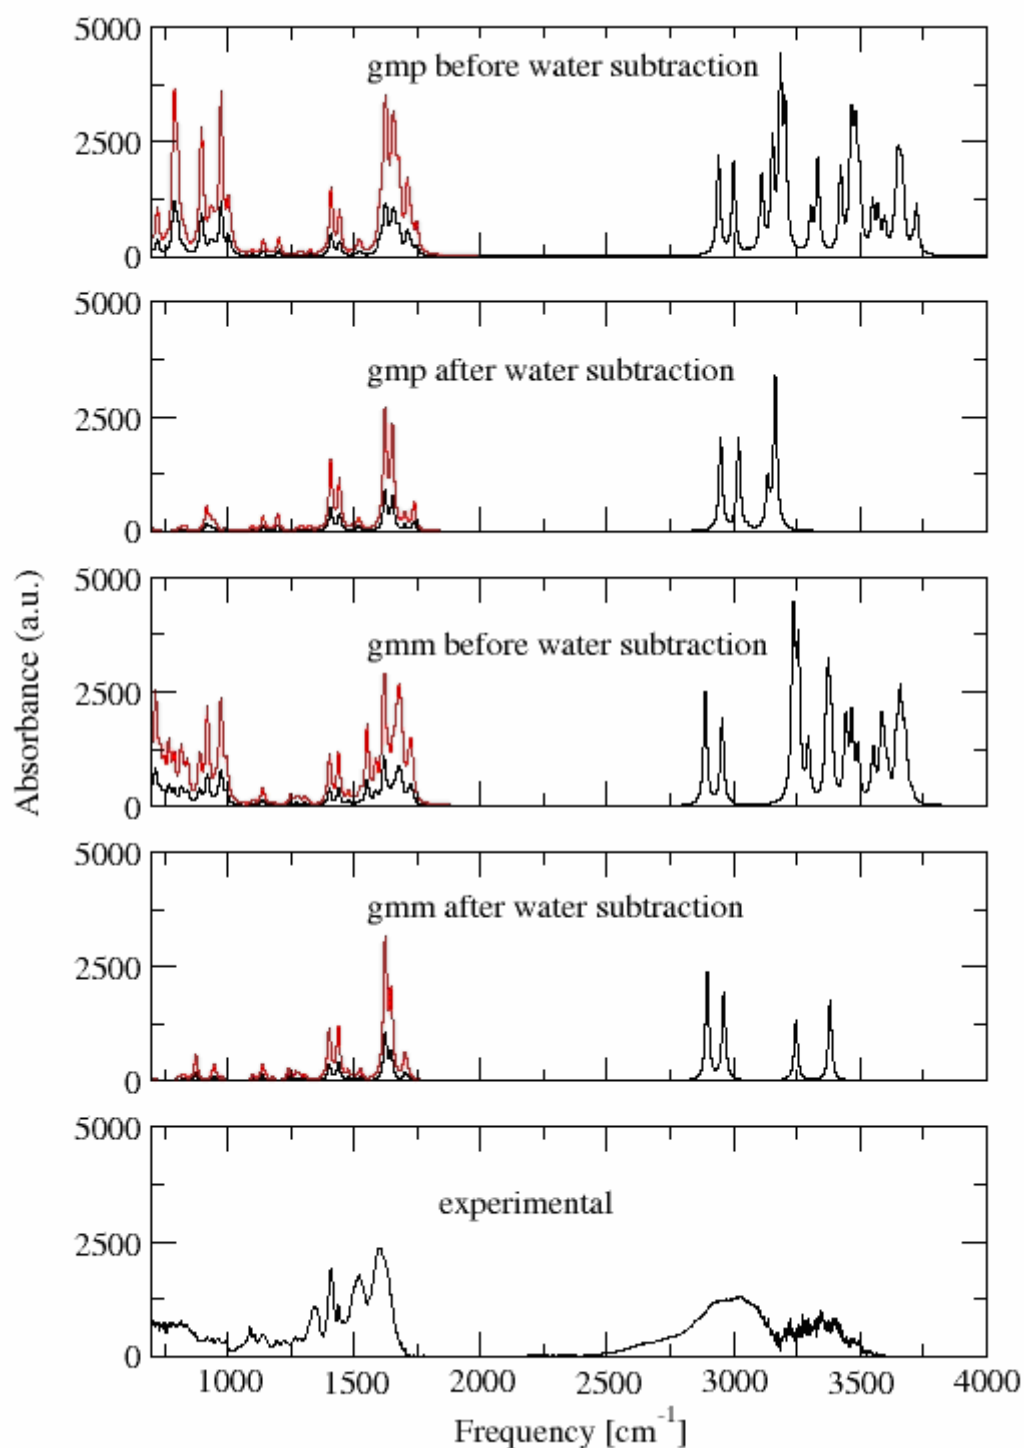 5000
gmp before water subtraction
2500
0
5000
gmp after water subtraction
2500
0
5000
gmm before water subtraction
2500
0
5000
gmm after water subtraction
2500
0
5000
experimental
2500
0
1000 1500 2000 2500 3000 3500 4000
Frequency [cm⁻¹]
Absorbance (a.u.)